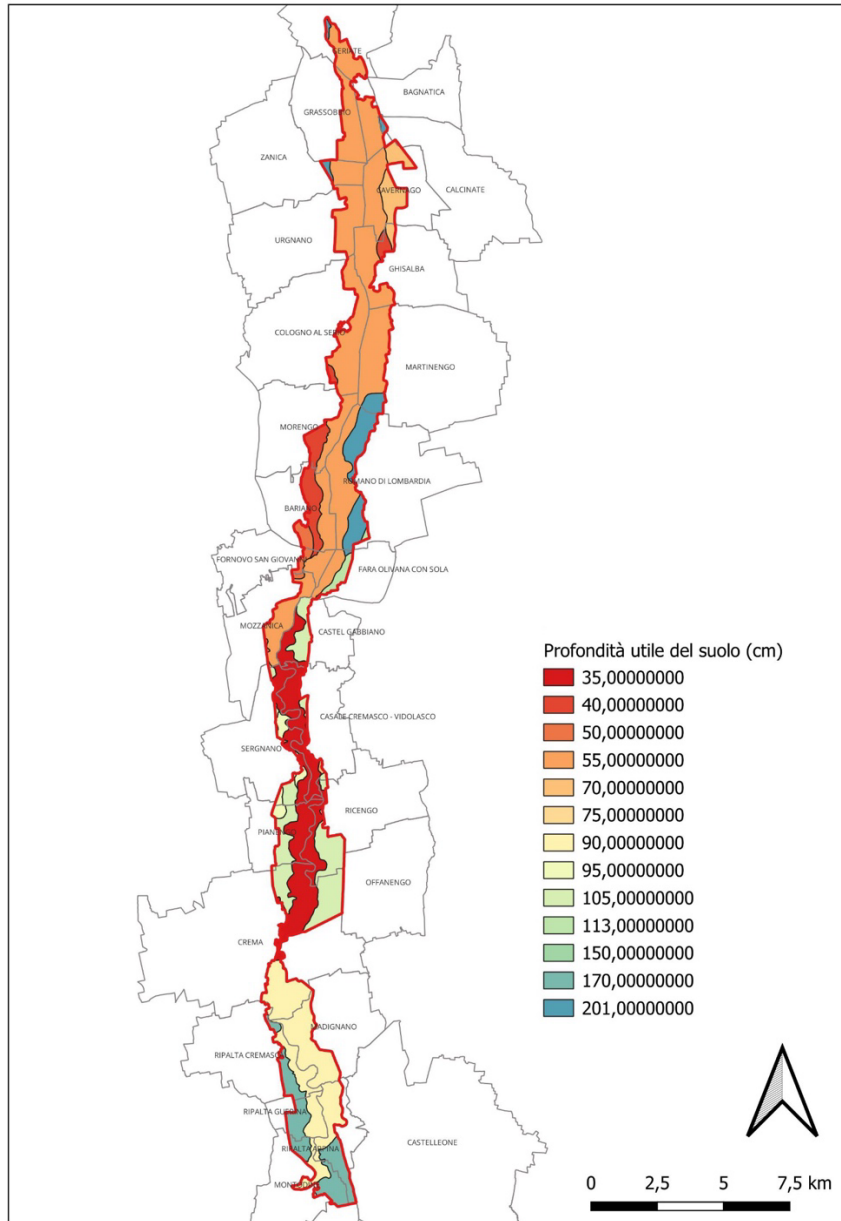 SERIATE
BAGNATICA
GRASSOBBIO
ZANICA
CAVERNAGO
CALCINATE
URGNANO
GHISALBA
COLOGNO AL SERIO
MARTINENGO
MORENGO
ROMANO DI LOMBARDIA
BARIANO
FORNOVO SAN GIOVANNI
FARA OLIVANA CON SOLA
MOZZANICA
CASTEL GABBIANO
CASALE CREMASCO - VIDOLASCO
SERGNANO
RICENGO
PIANENGO
OFFANENGO
CREMA
MADIGNANO
RIPALTA CREMASCA
RIPALTA GUERINA
CASTELLEONE
RIPALTA ARPINA
MONTODINE
Profondità utile del suolo (cm)
35,00000000
40,00000000
50,00000000
55,00000000
70,00000000
75,00000000
90,00000000
95,00000000
105,00000000
113,00000000
150,00000000
170,00000000
201,00000000
0 2,5 5 7,5 km